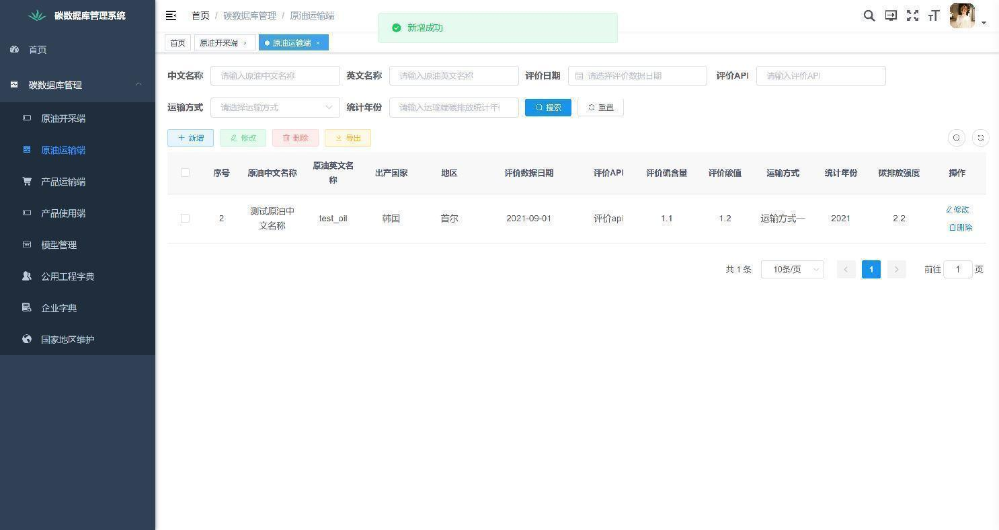 碳数据库管理系统
首页 / 碳数据库管理 / 原油运输端
新增成功
首页
原油开采端 ×
原油运输端 ×
首页
碳数据库管理
原油开采端
原油运输端
产品运输端
产品使用端
模型管理
公用工程字典
企业字典
国家地区维护
中文名称 请输入原油中文名称 英文名称 请输入原油英文名称 评价日期 请选择评价数据日期 评价API 请输入评价API
运输方式 请选择运输方式 统计年份 请输入运输端碳排放统计年份 搜索 重置
新增 修改 删除 导出
序号 原油中文名称 原油英文名称 出产国家 地区 评价数据日期 评价API 评价硫含量 评价酸值 运输方式 统计年份 碳排放强度 操作
2 测试原油中文名称 test_oil 韩国 首尔 2021-09-01 评价api 1.1 1.2 运输方式一 2021 2.2 修改 删除
共 1 条 10条/页 < 1 > 前往 1 页